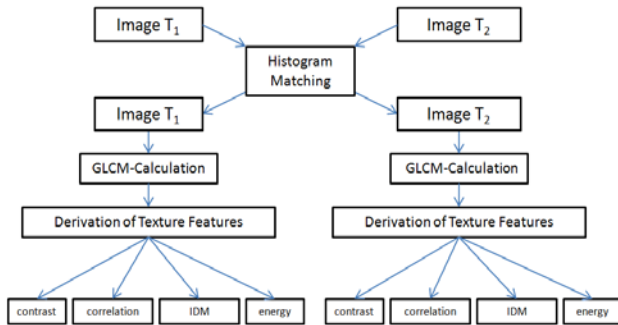 Image T1
Image T2
Histogram
Matching
Image T1
Image T2
GLCM-Calculation
GLCM-Calculation
Derivation of Texture Features
Derivation of Texture Features
contrast
correlation
IDM
energy
contrast
correlation
IDM
energy